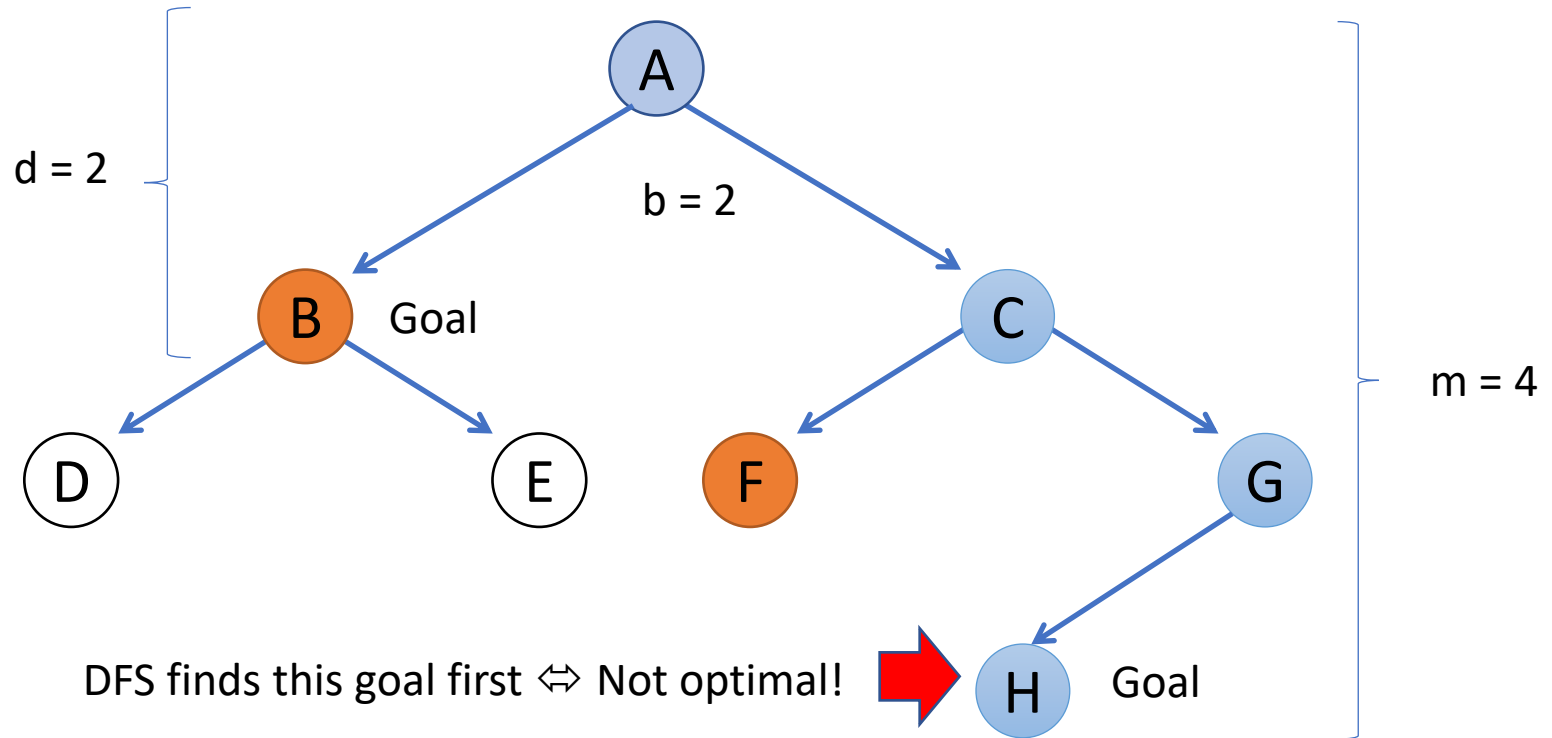 A
d = 2
b = 2
B
Goal
C
m = 4
D
E
F
G
DFS finds this goal first ⬄ Not optimal!
H
Goal